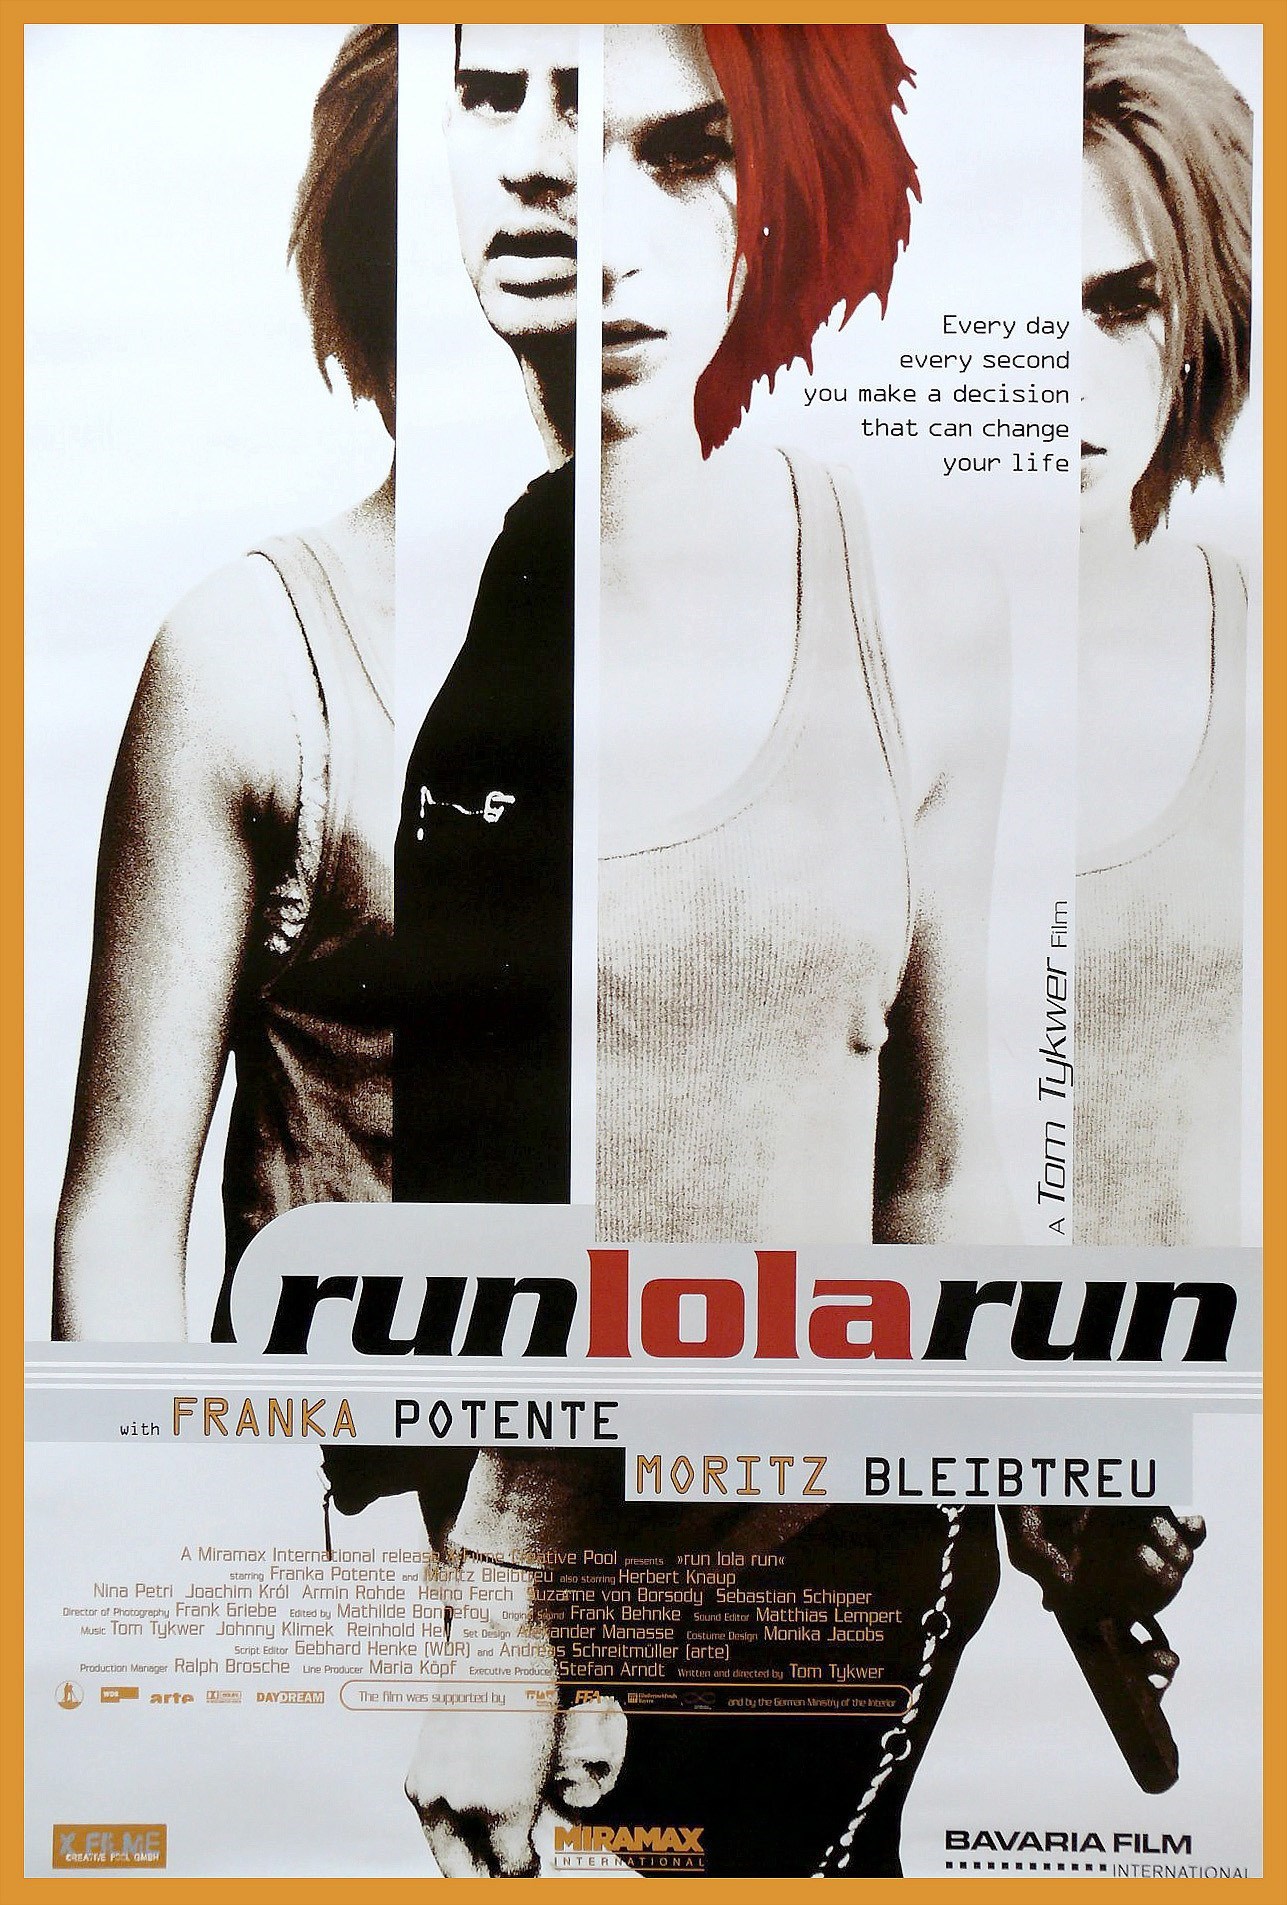 Every day
every second
you make a decision
that can change
your life
A Tom Tykwer Film
runlolarun
with FRANKA POTENTE
MORITZ BLEIBTREU
A Miramax International release X Filme Creative Pool presents »run lola run«
starring Franka Potente and Moritz Bleibtreu also starring Herbert Knaup
Nina Petri Joachim Król Armin Rohde Heino Ferch Suzanne von Borsody Sebastian Schipper
Director of Photography Frank Griebe Edited by Mathilde Bonnefoy Original Sound Frank Behnke Sound Editor Matthias Lempert
Music Tom Tykwer Johnny Klimek Reinhold Heil Set Design Alexander Manasse Costume Design Monika Jacobs
Script Editor Gebhard Henke (WDR) and Andreas Schreitmüller (arte)
Production Manager Ralph Brosche Line Producer Maria Köpf Executive Producer Stefan Arndt Written and directed by Tom Tykwer
WDR arte DOLBY DAYDREAM The film was supported by FFA and by the German Ministry of the Interior
X FILME
CREATIVE POOL GMBH
MIRAMAX
INTERNATIONAL
BAVARIA FILM
INTERNATIONAL